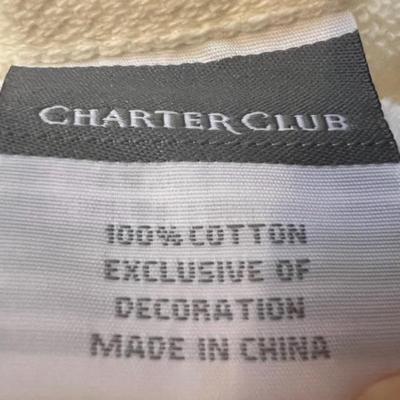 CHARTER CLUB
100% COTTON
EXCLUSIVE OF
DECORATION
MADE IN CHINA